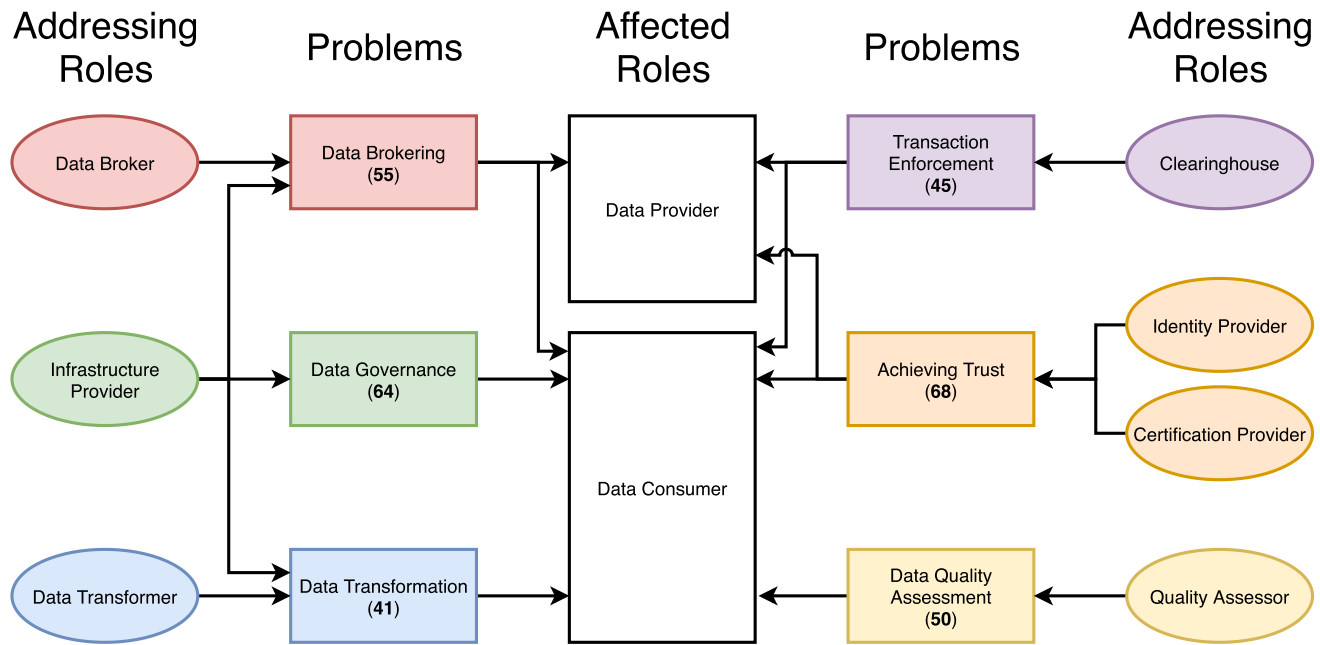 Addressing
Roles
Problems
Affected
Roles
Problems
Addressing
Roles
Data Broker
Data Brokering
(55)
Data Provider
Transaction
Enforcement
(45)
Clearinghouse
Infrastructure
Provider
Data Governance
(64)
Data Consumer
Achieving Trust
(68)
Identity Provider
Certification Provider
Data Transformer
Data Transformation
(41)
Data Quality
Assessment
(50)
Quality Assessor